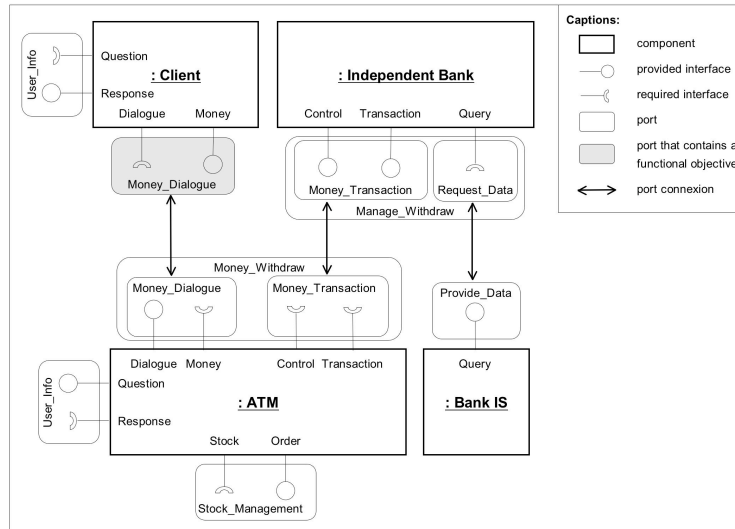 Captions:
component
provided interface
required interface
port
port that contains a
functional objective
port connexion
User_Info
Question
Response
: Client
Dialogue Money
Money_Dialogue
: Independent Bank
Control Transaction Query
Money_Transaction
Request_Data
Manage_Withdraw
Money_Withdraw
Money_Dialogue
Money_Transaction
Provide_Data
Dialogue Money Control Transaction
User_Info
Question
Response
: ATM
Stock Order
Stock_Management
Query
: Bank IS